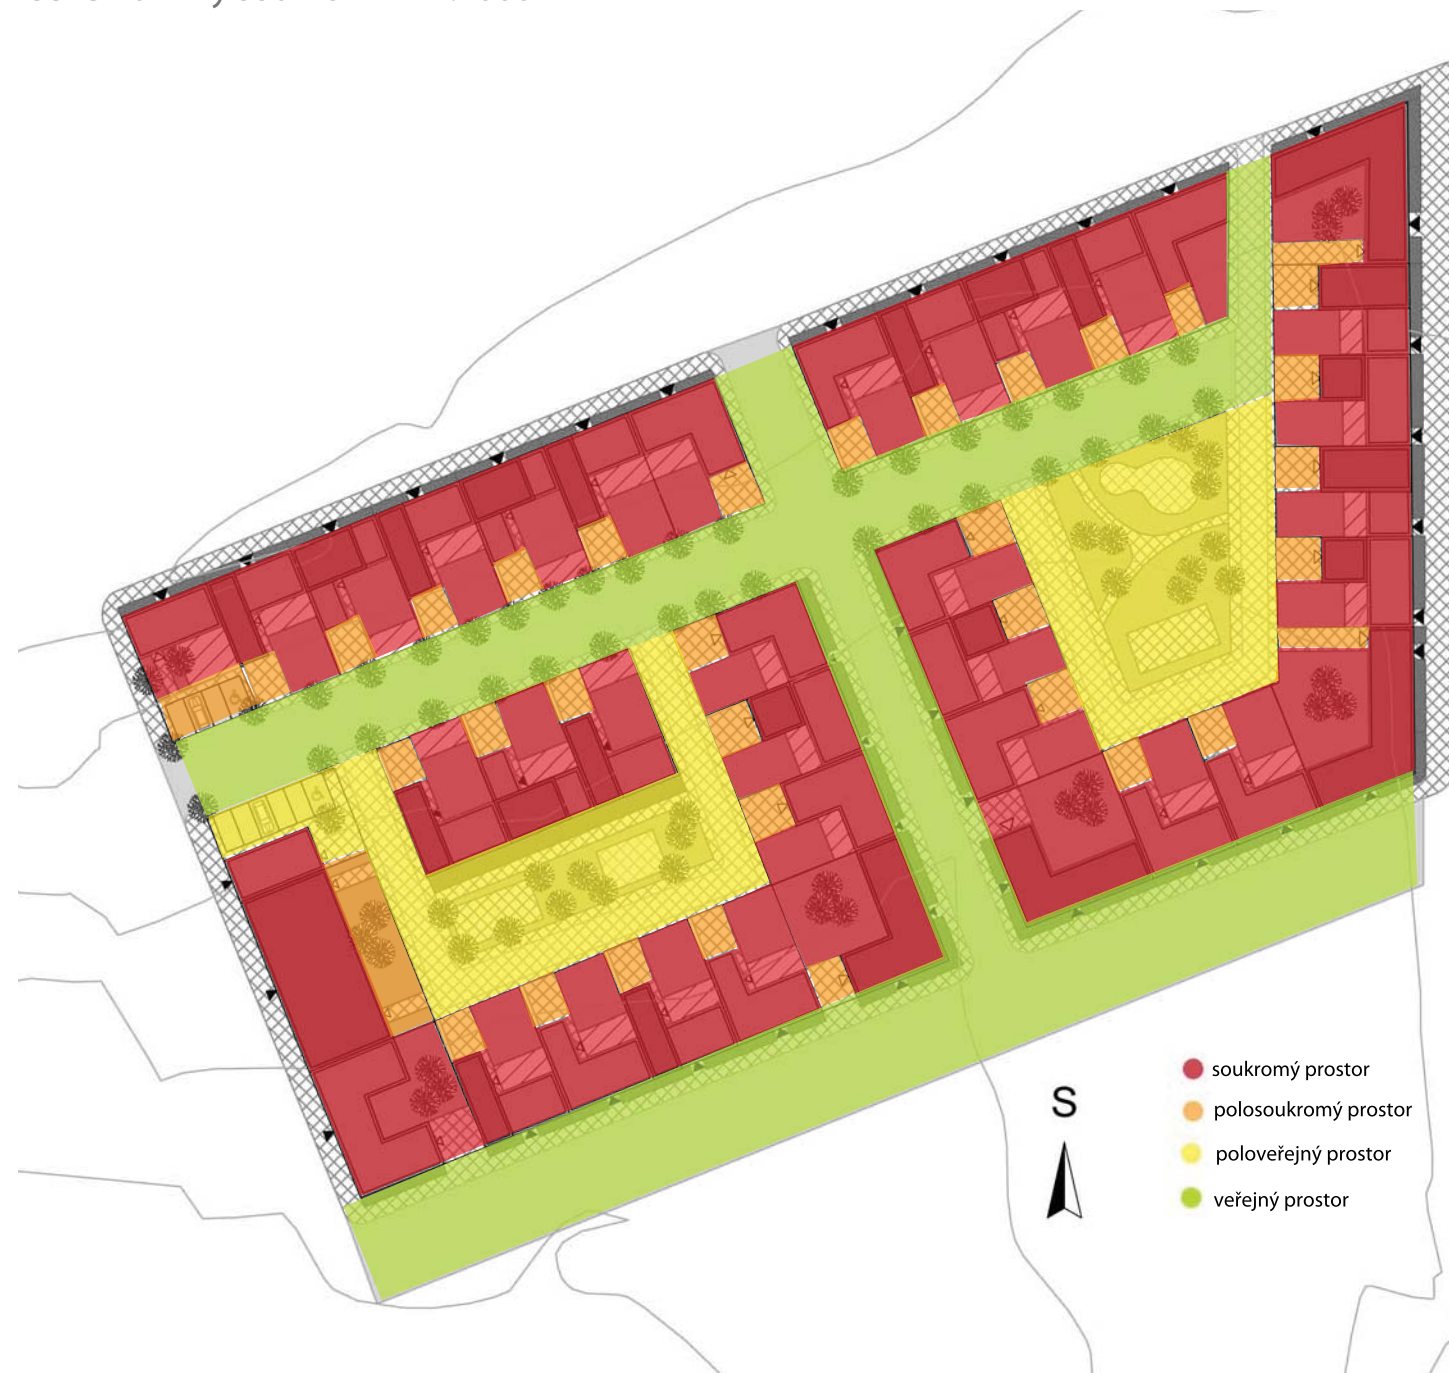 S
soukromý prostor
polosoukromý prostor
poloveřejný prostor
veřejný prostor